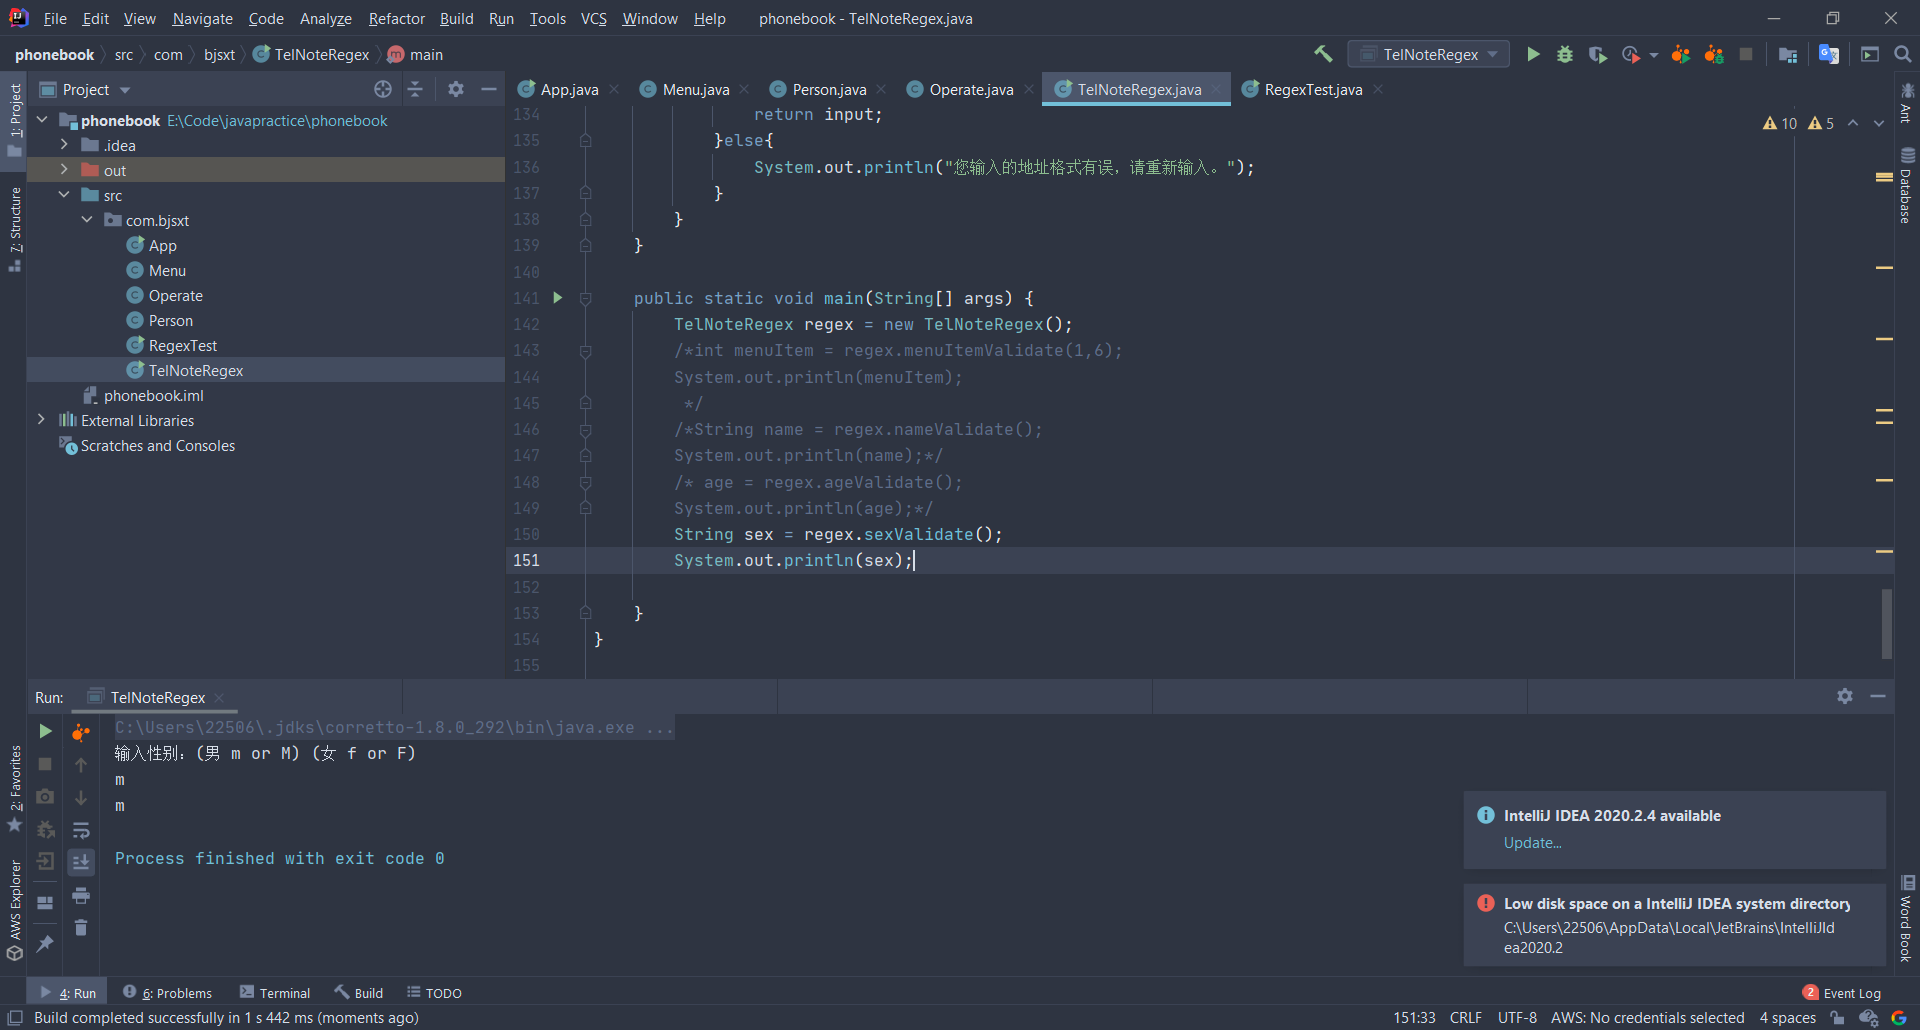 File Edit View Navigate Code Analyze Refactor Build Run Tools VCS Window Help phonebook - TelNoteRegex.java
phonebook src com bjsxt TelNoteRegex main TelNoteRegex
1: Project
7: Structure
2: Favorites
AWS Explorer
Project
phonebook E:\Code\javapractice\phonebook
.idea
out
src
com.bjsxt
App
Menu
Operate
Person
RegexTest
TelNoteRegex
phonebook.iml
External Libraries
Scratches and Consoles
App.java Menu.java Person.java Operate.java TelNoteRegex.java RegexTest.java
10 5
134 return input;
135 }else{
136 System.out.println("您输入的地址格式有误，请重新输入。");
137 }
138 }
139 }
140
141 public static void main(String[] args) {
142 TelNoteRegex regex = new TelNoteRegex();
143 /*int menuItem = regex.menuItemValidate(1,6);
144 System.out.println(menuItem);
145 */
146 /*String name = regex.nameValidate();
147 System.out.println(name);*/
148 /* age = regex.ageValidate();
149 System.out.println(age);*/
150 String sex = regex.sexValidate();
151 System.out.println(sex);
152
153 }
154 }
155
Ant
Database
Word Book
Run: TelNoteRegex
C:\Users\22506\.jdks\corretto-1.8.0_292\bin\java.exe ...
输入性别：(男 m or M) (女 f or F)
m
m
Process finished with exit code 0
IntelliJ IDEA 2020.2.4 available
Update...
Low disk space on a IntelliJ IDEA system directory
C:\Users\22506\AppData\Local\JetBrains\IntelliJId
ea2020.2
4: Run 6: Problems Terminal Build TODO 2 Event Log
Build completed successfully in 1 s 442 ms (moments ago) 151:33 CRLF UTF-8 AWS: No credentials selected 4 spaces